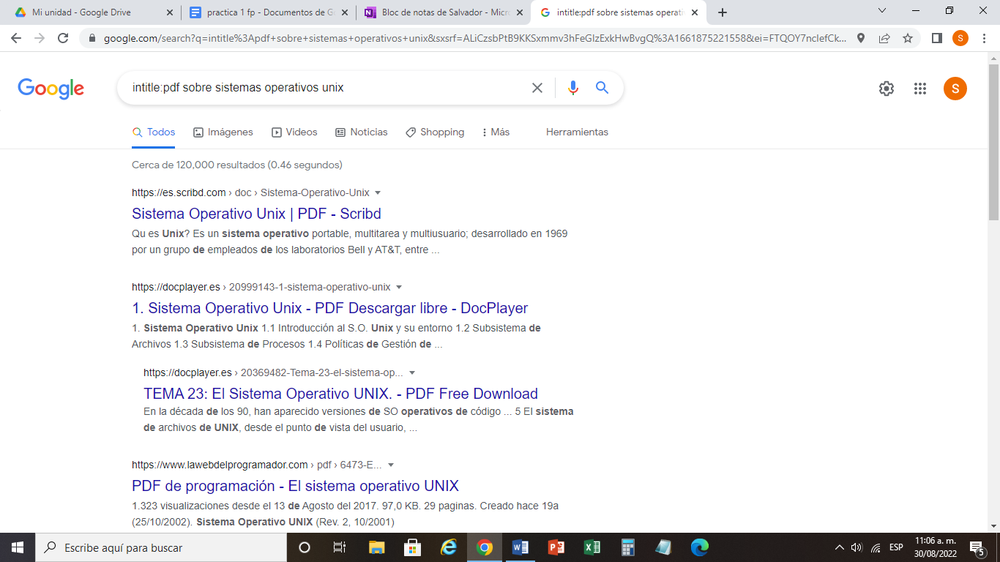 Mi unidad - Google Drive
practica 1 fp - Documentos de G
Bloc de notas de Salvador - Micro
intitle:pdf sobre sistemas operati
google.com/search?q=intitle%3Apdf+sobre+sistemas+operativos+unix&sxsrf=ALiCzsbPtB9KKSxmmv3hFeGlzExkHwBvgQ%3A1661875221558&ei=FTQOY7ncIefCk...
S
Google
intitle:pdf sobre sistemas operativos unix
S
Todos
Imágenes
Videos
Noticias
Shopping
Más
Herramientas
Cerca de 120,000 resultados (0.46 segundos)
https://es.scribd.com › doc › Sistema-Operativo-Unix
Sistema Operativo Unix | PDF - Scribd
Qu es Unix? Es un sistema operativo portable, multitarea y multiusuario; desarrollado en 1969
por un grupo de empleados de los laboratorios Bell y AT&T, entre ...
https://docplayer.es › 20999143-1-sistema-operativo-unix
1. Sistema Operativo Unix - PDF Descargar libre - DocPlayer
1. Sistema Operativo Unix 1.1 Introducción al S.O. Unix y su entorno 1.2 Subsistema de
Archivos 1.3 Subsistema de Procesos 1.4 Políticas de Gestión de ...
https://docplayer.es › 20369482-Tema-23-el-sistema-op...
TEMA 23: El Sistema Operativo UNIX. - PDF Free Download
En la década de los 90, han aparecido versiones de SO operativos de código ... 5 El sistema
de archivos de UNIX, desde el punto de vista del usuario, ...
https://www.lawebdelprogramador.com › pdf › 6473-E...
PDF de programación - El sistema operativo UNIX
1.323 visualizaciones desde el 13 de Agosto del 2017. 97,0 KB. 29 paginas. Creado hace 19a
(25/10/2002). Sistema Operativo UNIX (Rev. 2, 10/2001)
Escribe aquí para buscar
ESP
11:06 a. m.
30/08/2022
5